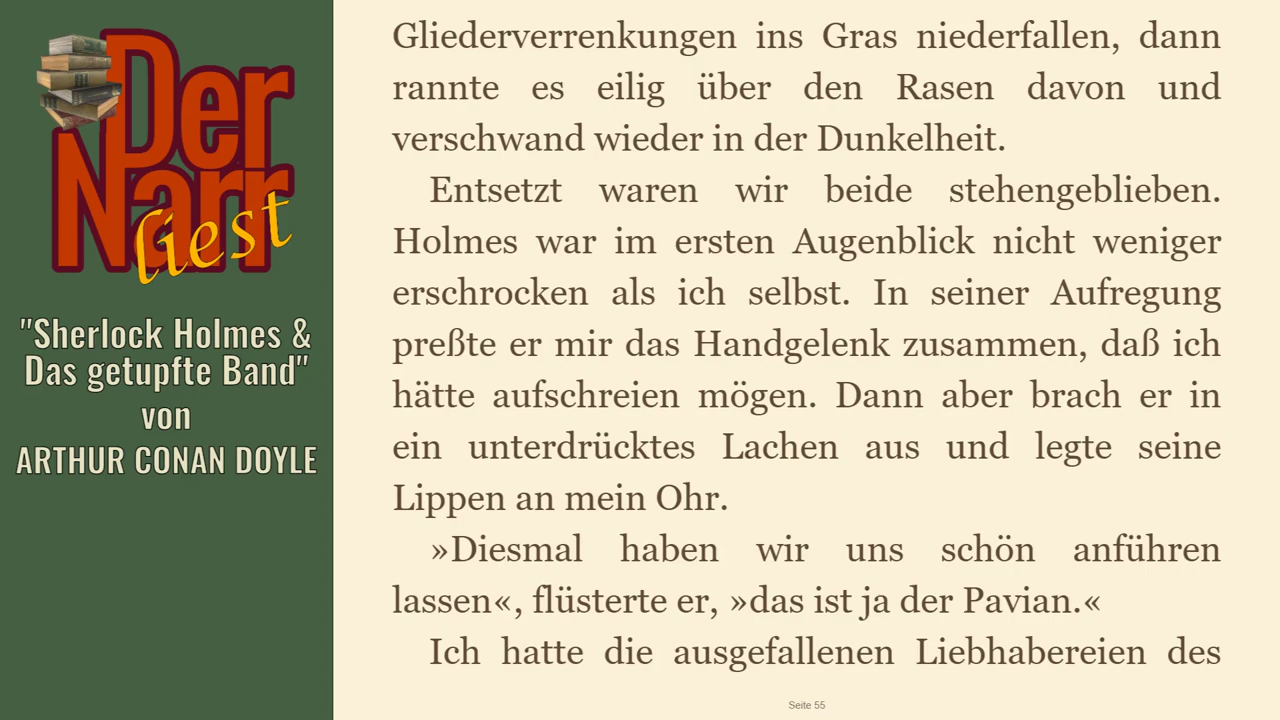 Der
Narr
liest
"Sherlock Holmes &
Das getupfte Band"
von
ARTHUR CONAN DOYLE
Gliederverrenkungen ins Gras niederfallen, dann
rannte es eilig über den Rasen davon und
verschwand wieder in der Dunkelheit.
Entsetzt waren wir beide stehengeblieben.
Holmes war im ersten Augenblick nicht weniger
erschrocken als ich selbst. In seiner Aufregung
preßte er mir das Handgelenk zusammen, daß ich
hätte aufschreien mögen. Dann aber brach er in
ein unterdrücktes Lachen aus und legte seine
Lippen an mein Ohr.
»Diesmal haben wir uns schön anführen
lassen«, flüsterte er, »das ist ja der Pavian.«
Ich hatte die ausgefallenen Liebhabereien des
Seite 55